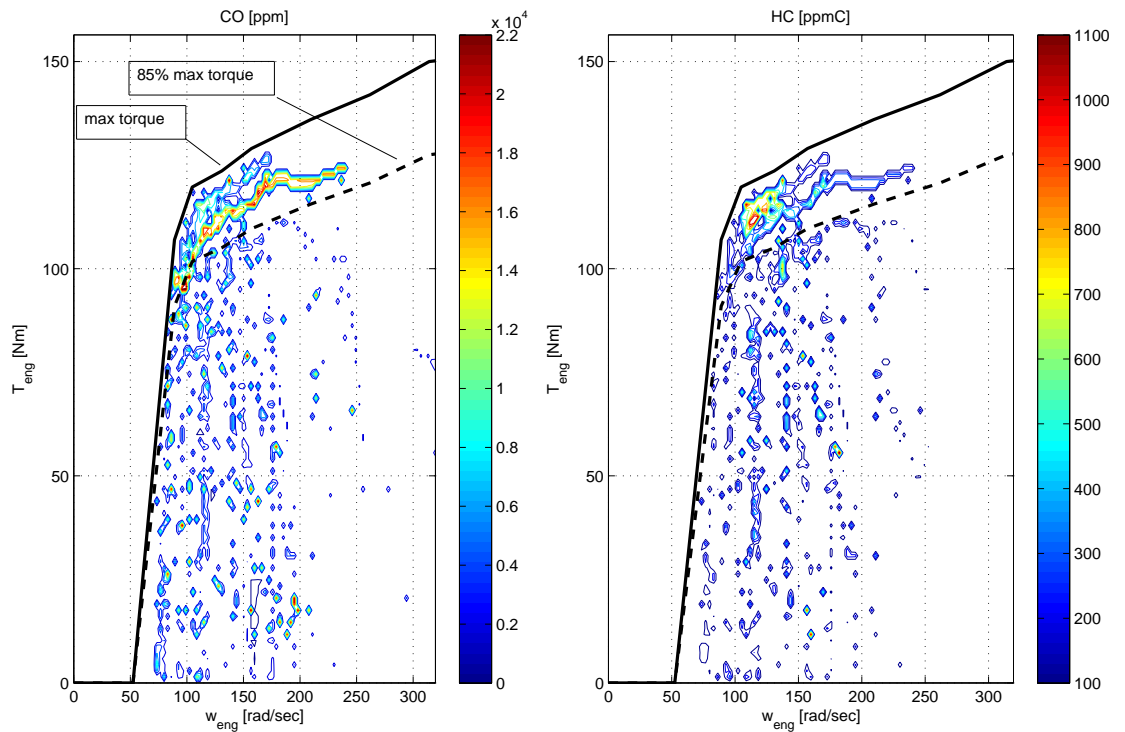 CO [ppm]
x 10^4
150
100
50
0
T_eng [Nm]
85% max torque
max torque
0 50 100 150 200 250 300
w_eng [rad/sec]
2.2
2
1.8
1.6
1.4
1.2
1
0.8
0.6
0.4
0.2
0
HC [ppmC]
150
100
50
0
T_eng [Nm]
0 50 100 150 200 250 300
w_eng [rad/sec]
1100
1000
900
800
700
600
500
400
300
200
100